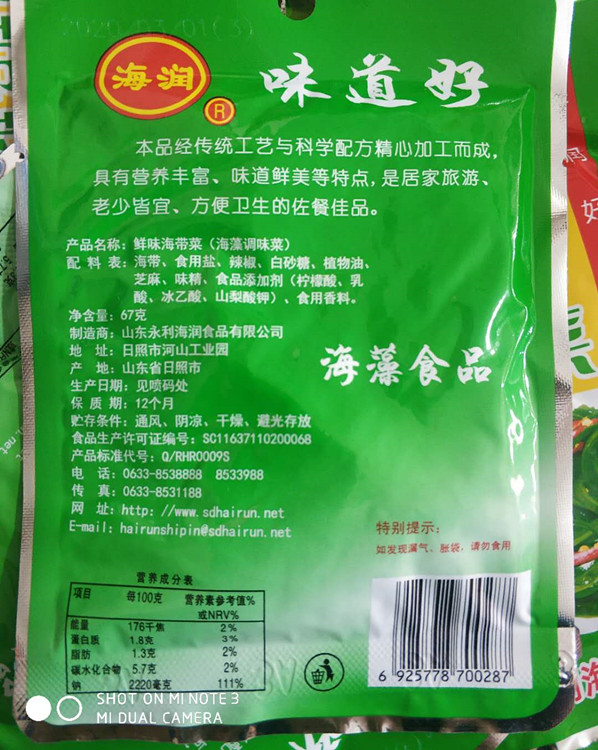 2020/03/01(3)
海润
R
味道好
本品经传统工艺与科学配方精心加工而成,
具有营养丰富、味道鲜美等特点,是居家旅游、
老少皆宜、方便卫生的佐餐佳品。
产品名称: 鲜味海带菜 (海藻调味菜)
配 料 表: 海带、食用盐、辣椒、白砂糖、植物油、
芝麻、味精、食品添加剂 (柠檬酸、乳
酸、冰乙酸、山梨酸钾) 、食用香料。
净含量: 67克
制造商: 山东永利海润食品有限公司
地 址: 日照市河山工业园
产 地: 山东省日照市
生产日期: 见喷码处
保 质 期: 12个月
贮存条件: 通风、阴凉、干燥、避光存放
食品生产许可证编号: SC11637110200068
产品标准代号: Q/RHR0009S
电 话: 0633-8538888 8533988
传 真: 0633-8531188
网 址: http: //www.sdhairun.net
E-mail: hairunshipin@sdhairun.net
海藻食品
特别提示:
如发现漏气、胀袋,请勿食用
营养成分表
项目 每100克 营养素参考值%
或NRV%
能量 176千焦 2%
蛋白质 1.8克 3%
脂肪 1.3克 2%
碳水化合物 5.7克 2%
钠 2220毫克 111%
6 925778 700287
SHOT ON MI NOTE 3
MI DUAL CAMERA